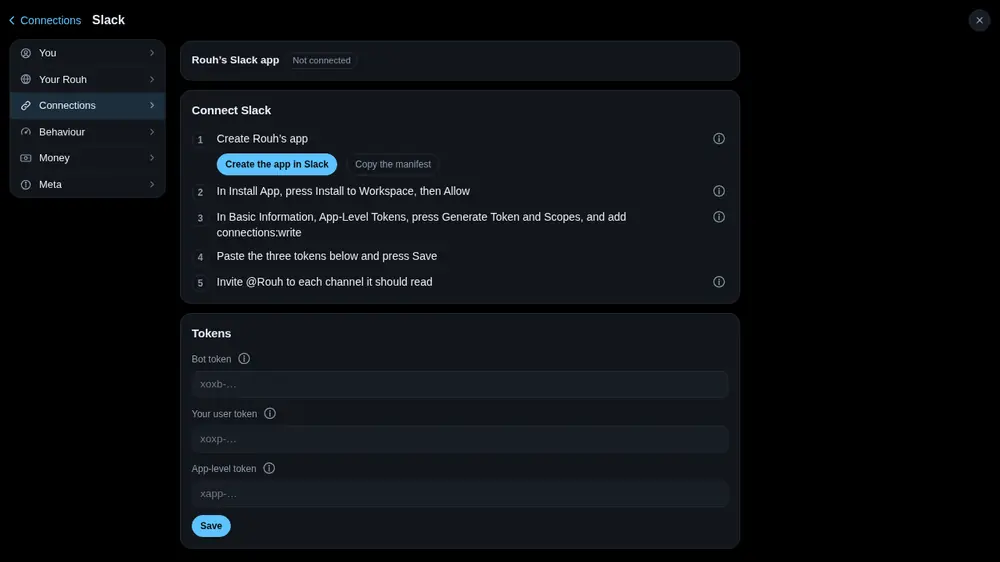 Connections Slack
You
Your Rouh
Connections
Behaviour
Money
Meta
Rouh's Slack app Not connected
Connect Slack
1 Create Rouh's app
Create the app in Slack Copy the manifest
2 In Install App, press Install to Workspace, then Allow
3 In Basic Information, App-Level Tokens, press Generate Token and Scopes, and add
connections:write
4 Paste the three tokens below and press Save
5 Invite @Rouh to each channel it should read
Tokens
Bot token
xoxb-...
Your user token
xoxp-...
App-level token
xapp-...
Save